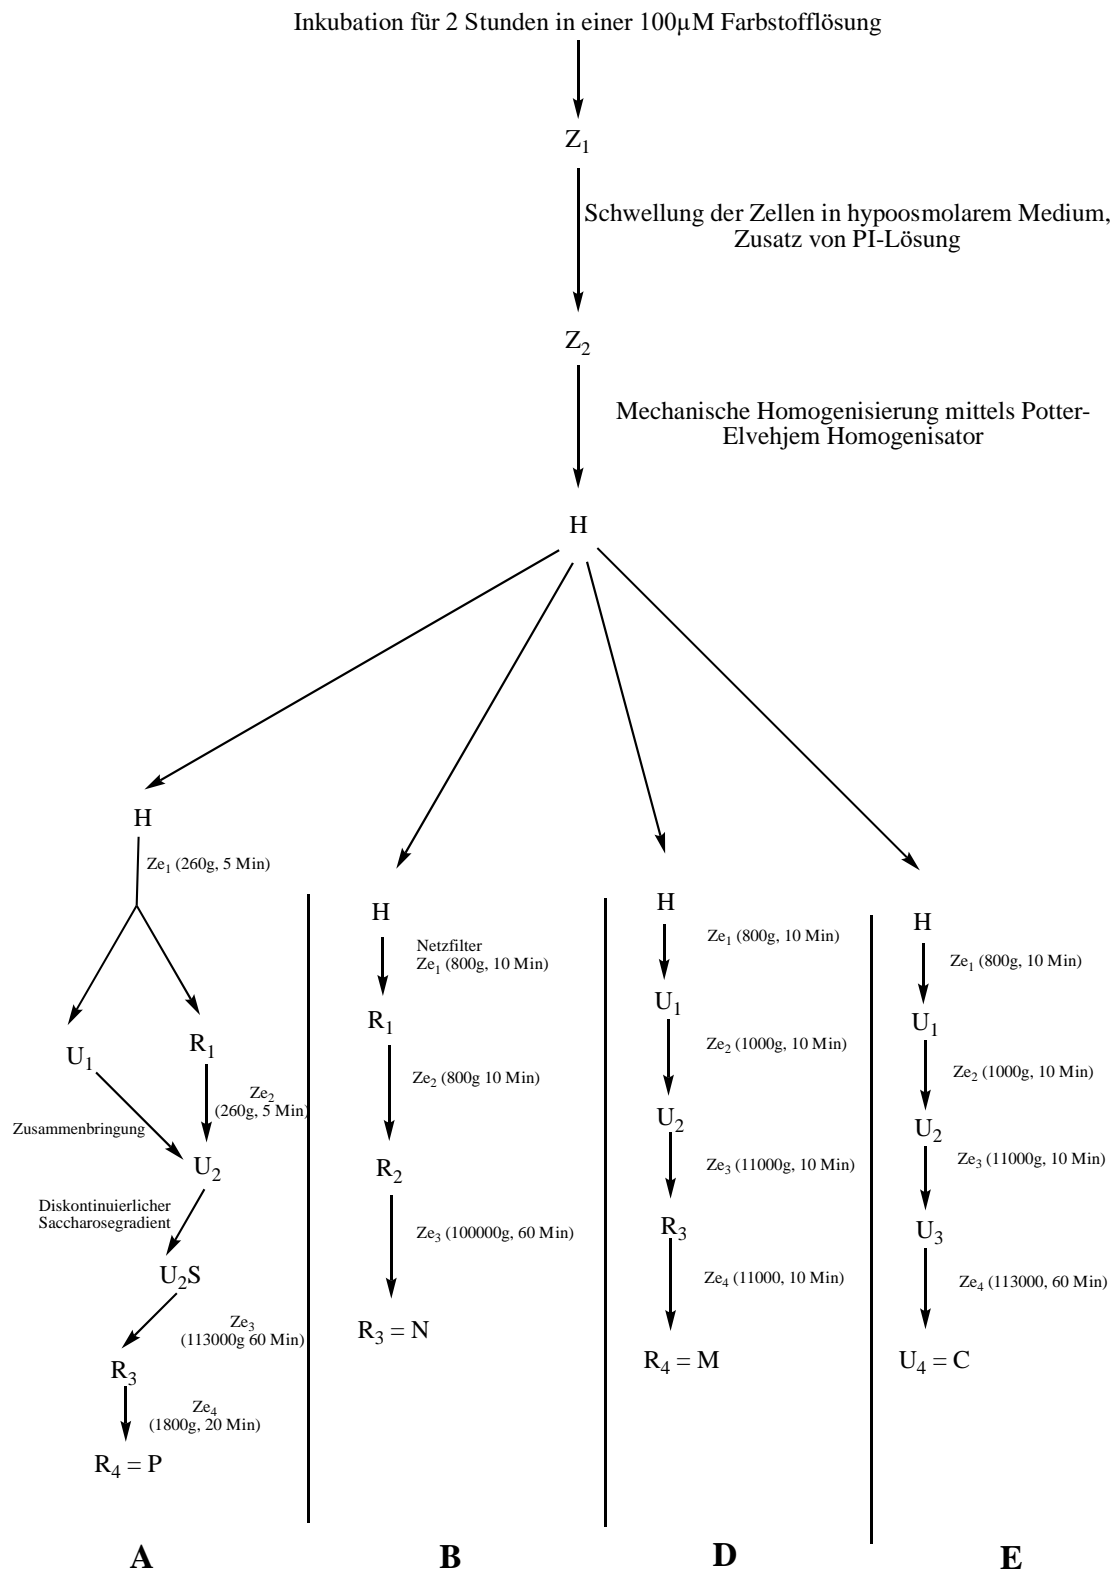 Inkubation für 2 Stunden in einer 100µM Farbstofflösung
Z1
Schwellung der Zellen in hypoosmolarem Medium,
Zusatz von PI-Lösung
Z2
Mechanische Homogenisierung mittels Potter-
Elvehjem Homogenisator
H
H
Ze1 (260g, 5 Min)
U1
R1
Ze2
(260g, 5 Min)
Zusammenbringung
U2
Diskontinuierlicher
Saccharosegradient
U2S
Ze3
(113000g 60 Min)
R3
Ze4
(1800g, 20 Min)
R4 = P
A
H
Netzfilter
Ze1 (800g, 10 Min)
R1
Ze2 (800g 10 Min)
R2
Ze3 (100000g, 60 Min)
R3 = N
B
H
Ze1 (800g, 10 Min)
U1
Ze2 (1000g, 10 Min)
U2
Ze3 (11000g, 10 Min)
R3
Ze4 (11000, 10 Min)
R4 = M
D
H
Ze1 (800g, 10 Min)
U1
Ze2 (1000g, 10 Min)
U2
Ze3 (11000g, 10 Min)
U3
Ze4 (113000, 60 Min)
U4 = C
E